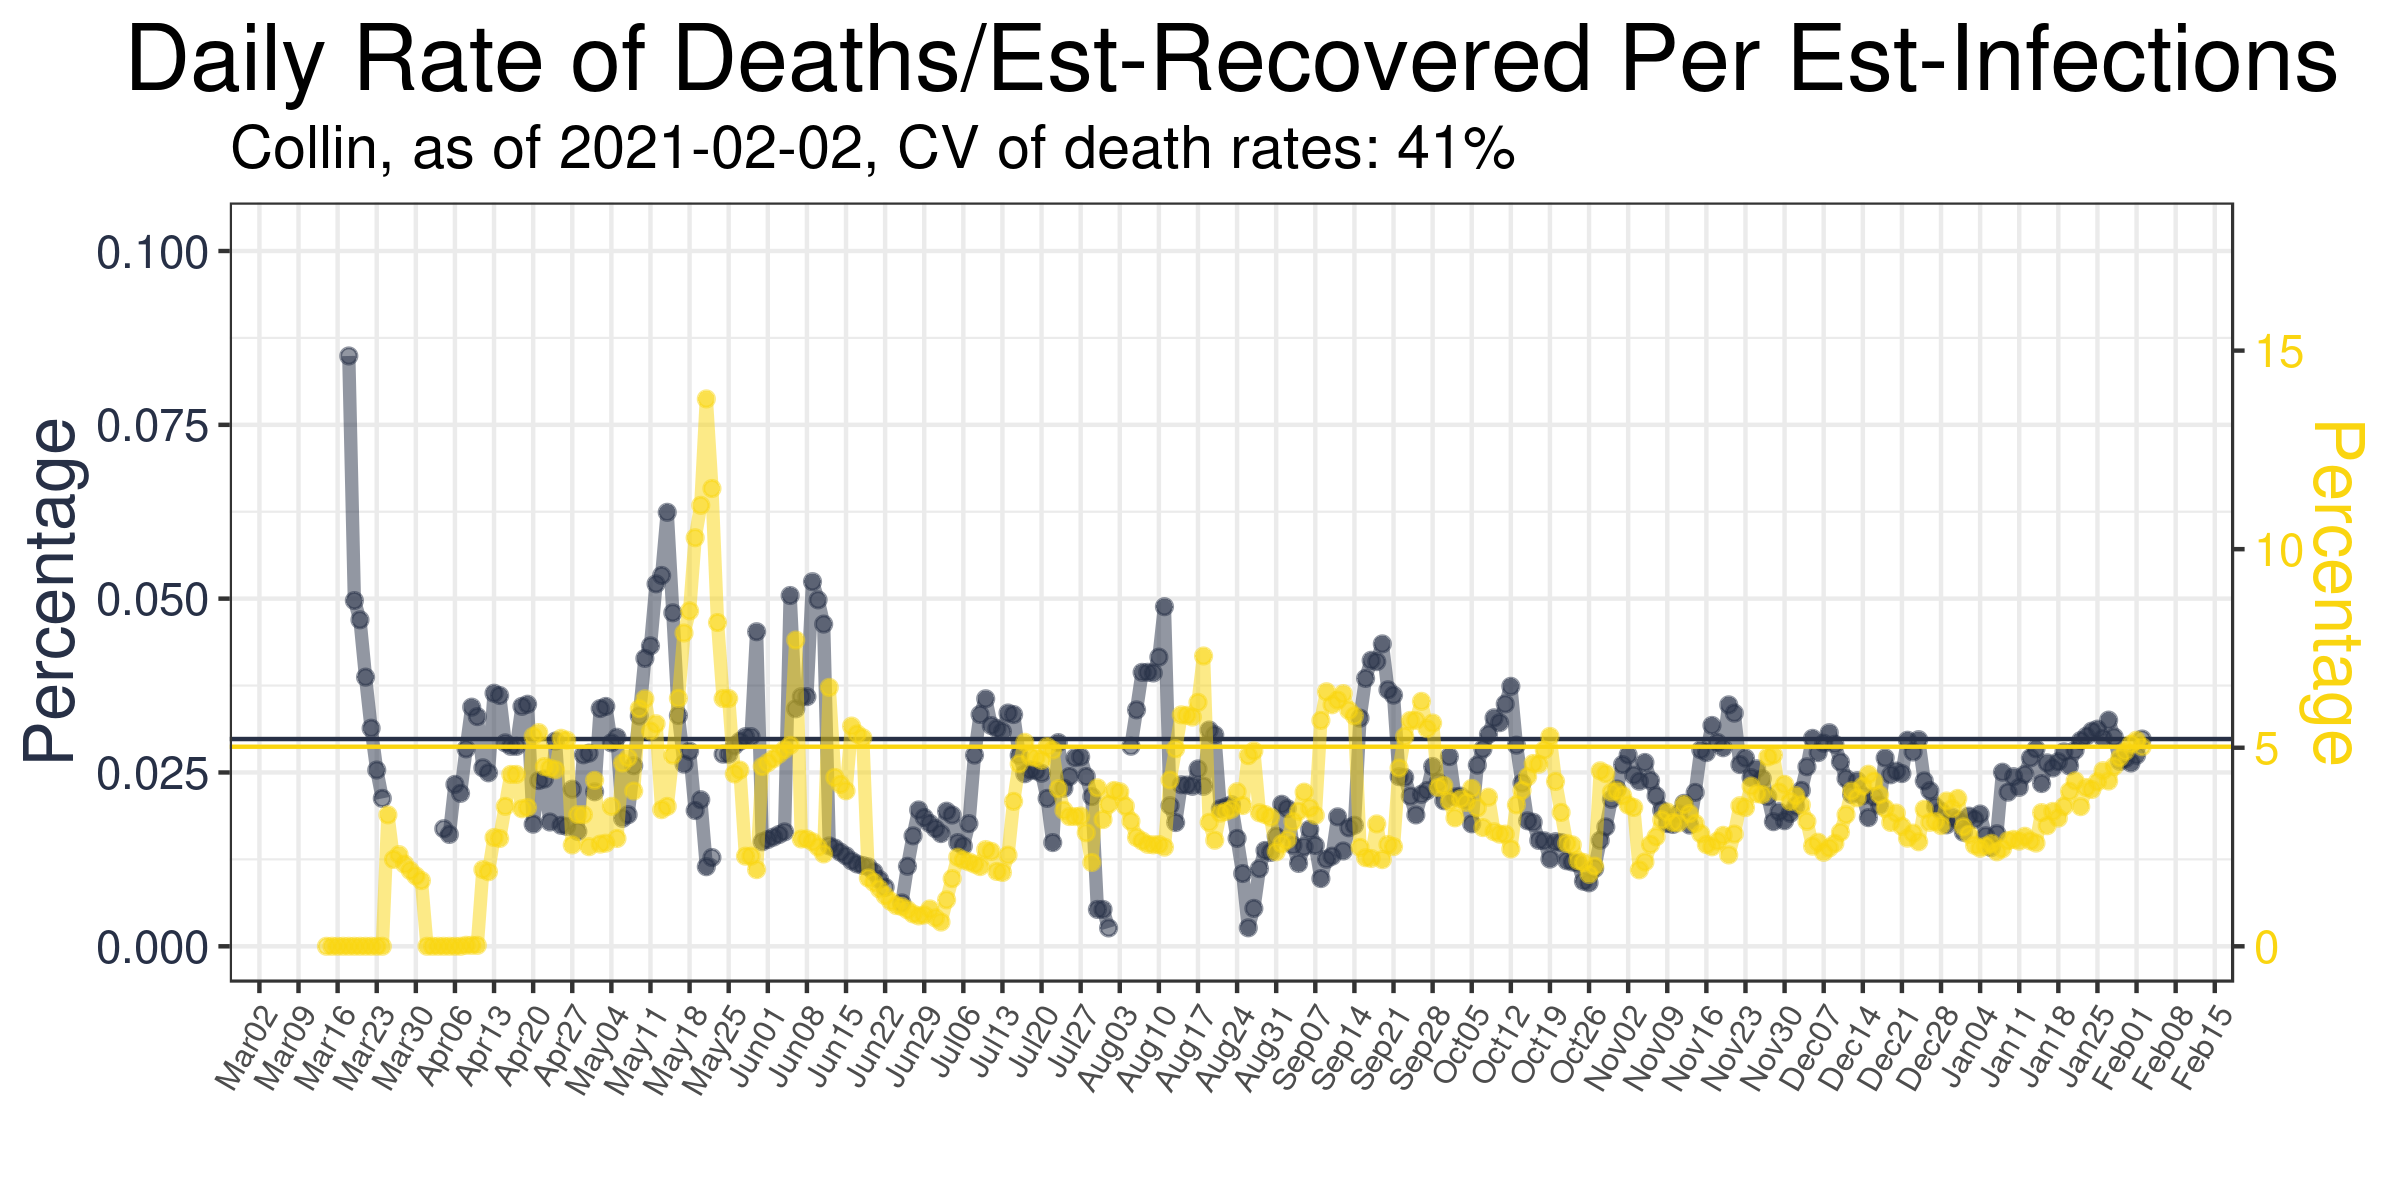 Daily Rate of Deaths/Est-Recovered Per Est-Infections
Collin, as of 2021-02-02, CV of death rates: 41%
Percentage
0.100
0.075
0.050
0.025
0.000
15
10
5
0
Percentage
Mar02
Mar09
Mar16
Mar23
Mar30
Apr06
Apr13
Apr20
Apr27
May04
May11
May18
May25
Jun01
Jun08
Jun15
Jun22
Jun29
Jul06
Jul13
Jul20
Jul27
Aug03
Aug10
Aug17
Aug24
Aug31
Sep07
Sep14
Sep21
Sep28
Oct05
Oct12
Oct19
Oct26
Nov02
Nov09
Nov16
Nov23
Nov30
Dec07
Dec14
Dec21
Dec28
Dec04
Jan11
Jan18
Jan25
Feb01
Feb08
Feb15